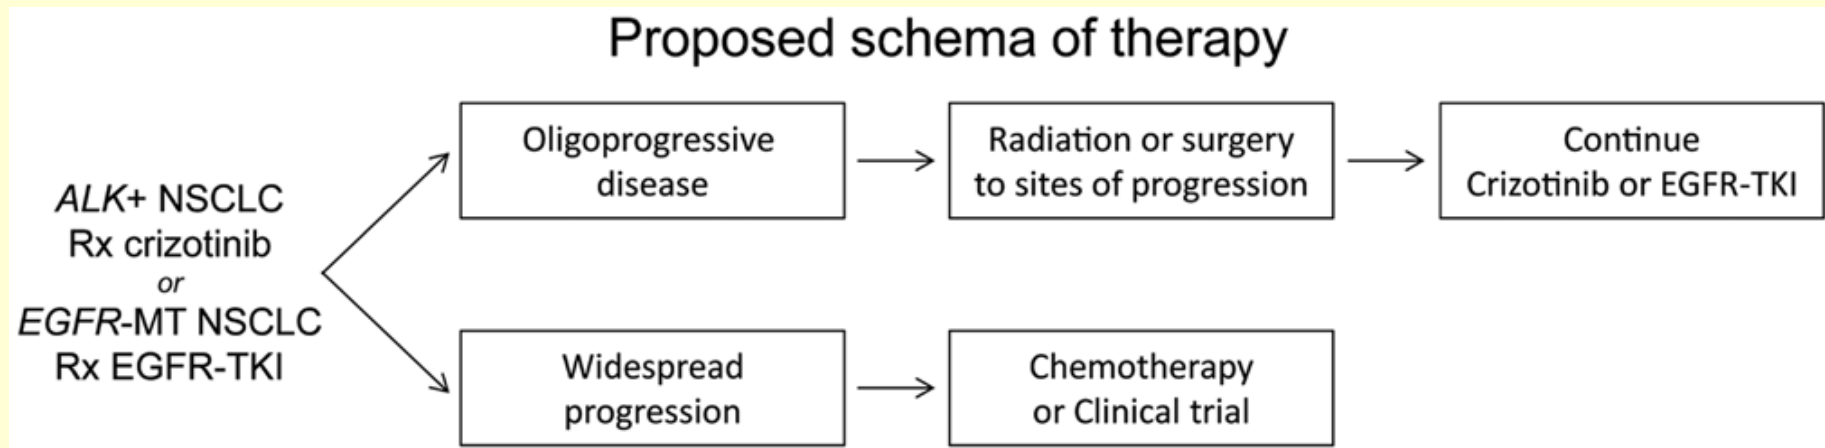 Proposed schema of therapy
ALK+ NSCLC
Rx crizotinib
or
EGFR-MT NSCLC
Rx EGFR-TKI
Oligoprogressive
disease
Radiation or surgery
to sites of progression
Continue
Crizotinib or EGFR-TKI
Widespread
progression
Chemotherapy
or Clinical trial